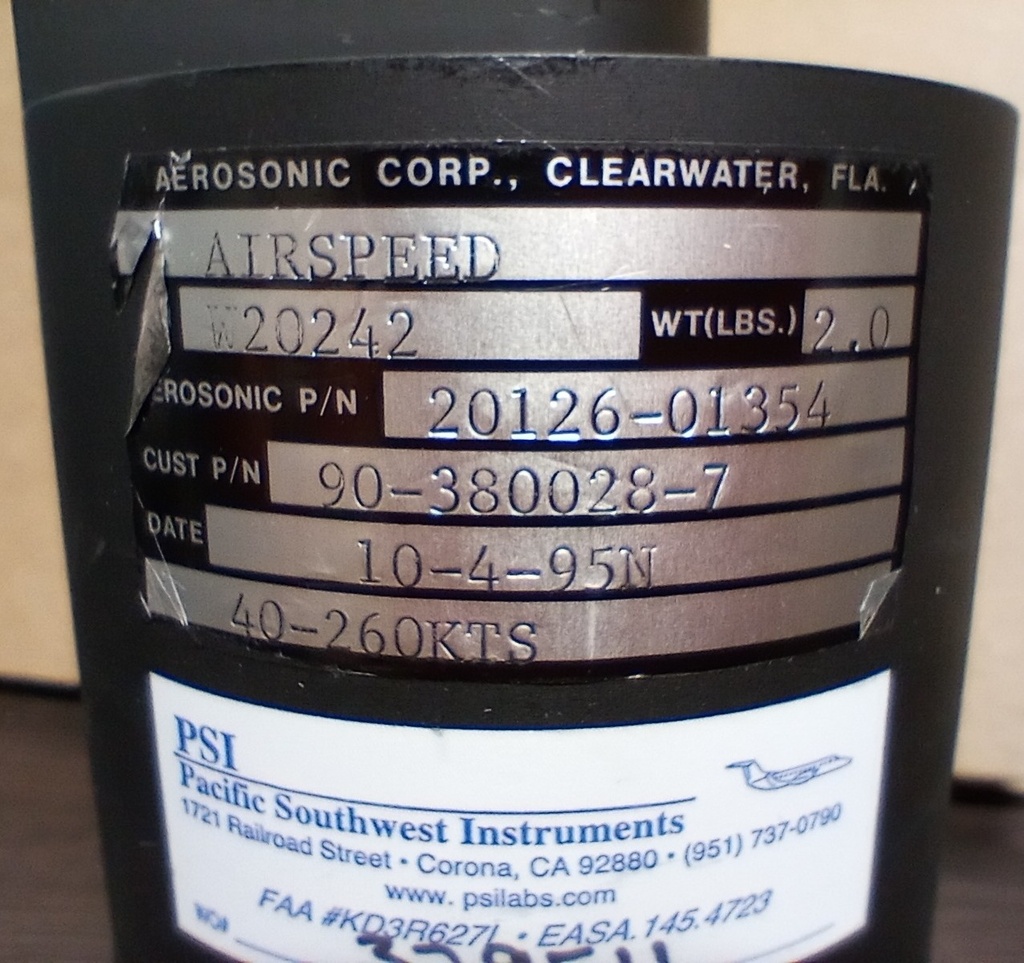 AEROSONIC CORP., CLEARWATER, FLA.
AIRSPEED
W20242 WT(LBS.) 2.0
AEROSONIC P/N 20126-01354
CUST P/N 90-380028-7
DATE 10-4-95N
40-260KTS
PSI
Pacific Southwest Instruments
1721 Railroad Street • Corona, CA 92880 • (951) 737-0790
www.psilabs.com
FAA #KD3R627L • EASA.145.4723
WO#